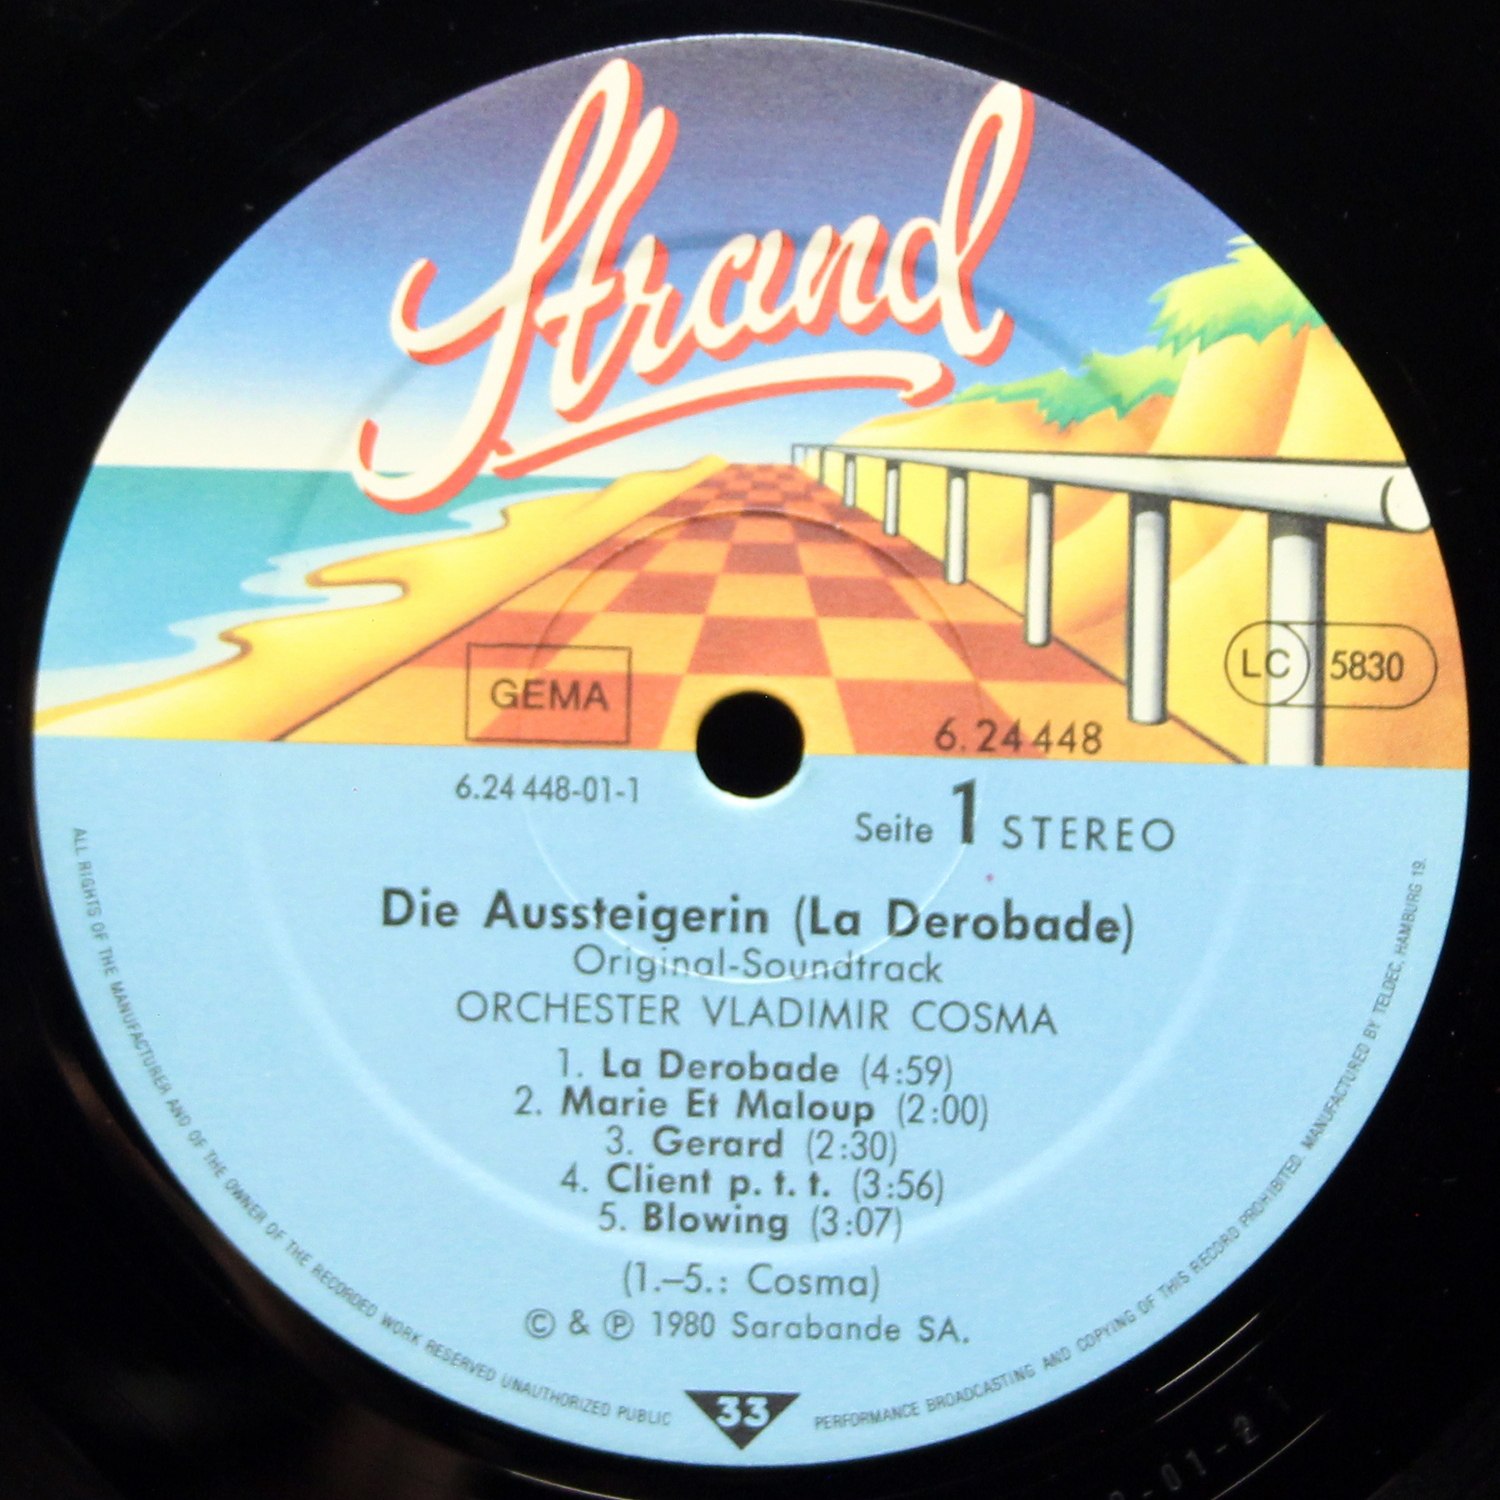 Strand
GEMA
LC 5830
6.24448
6.24 448-01-1
Seite 1 STEREO
Die Aussteigerin (La Derobade)
Original-Soundtrack
ORCHESTER VLADIMIR COSMA
1. La Derobade (4:59)
2. Marie Et Maloup (2:00)
3. Gerard (2:30)
4. Client p. t. t. (3:56)
5. Blowing (3:07)
(1.–5.: Cosma)
© & ℗ 1980 Sarabande SA.
ALL RIGHTS OF THE MANUFACTURER AND OF THE OWNER OF THE RECORDED WORK RESERVED UNAUTHORIZED PUBLIC
33
PERFORMANCE BROADCASTING AND COPYING OF THIS RECORD PROHIBITED. MANUFACTURED BY TELDEC, HAMBURG 19.